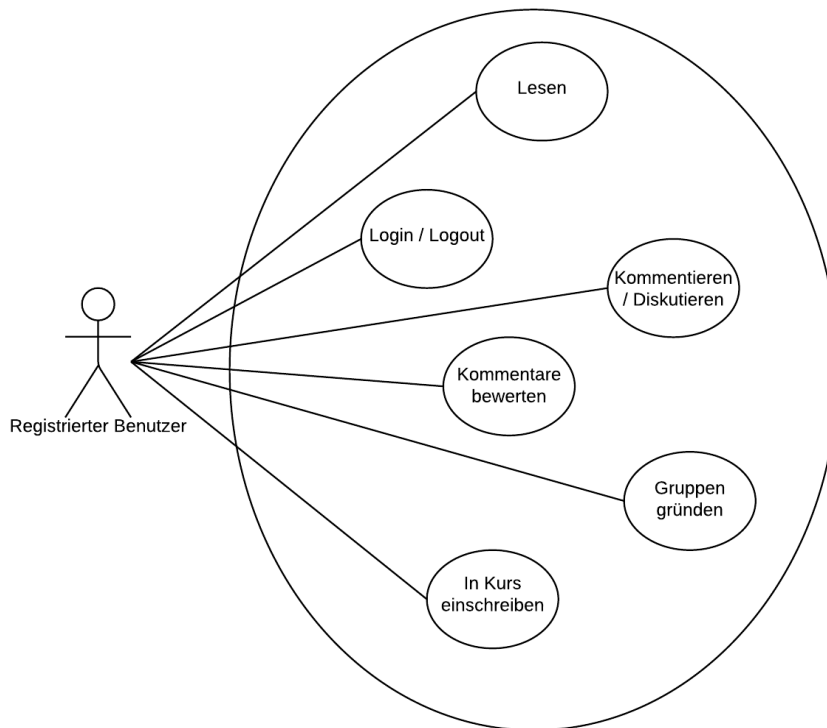 Lesen
Login / Logout
Kommentieren
/ Diskutieren
Kommentare
bewerten
Registrierter Benutzer
Gruppen
gründen
In Kurs
einschreiben